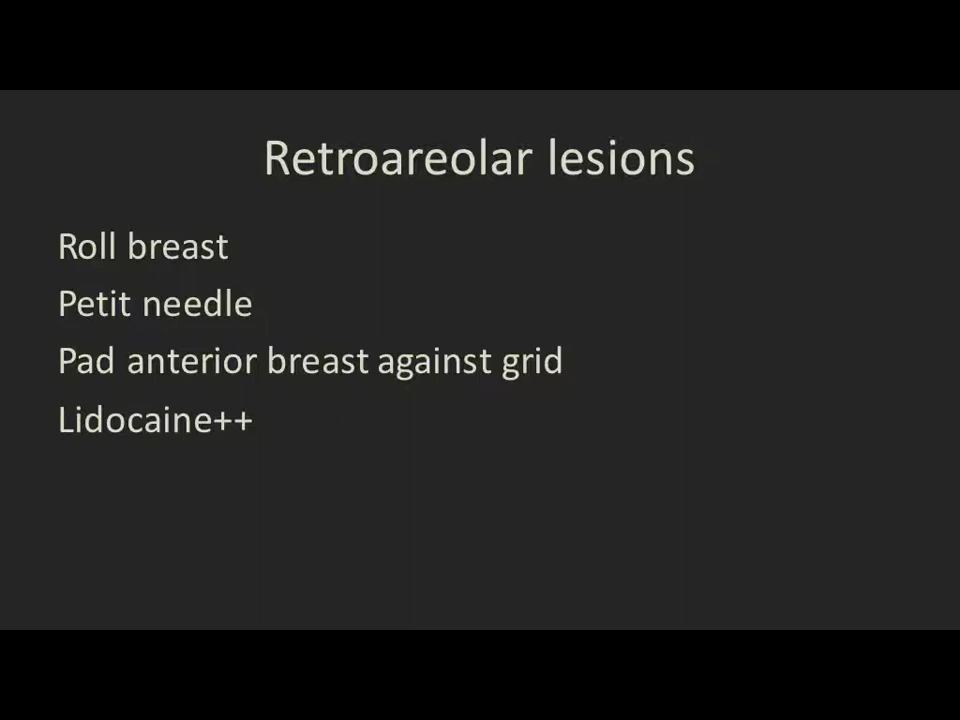 Retroareolar lesions
Roll breast
Petit needle
Pad anterior breast against grid
Lidocaine++